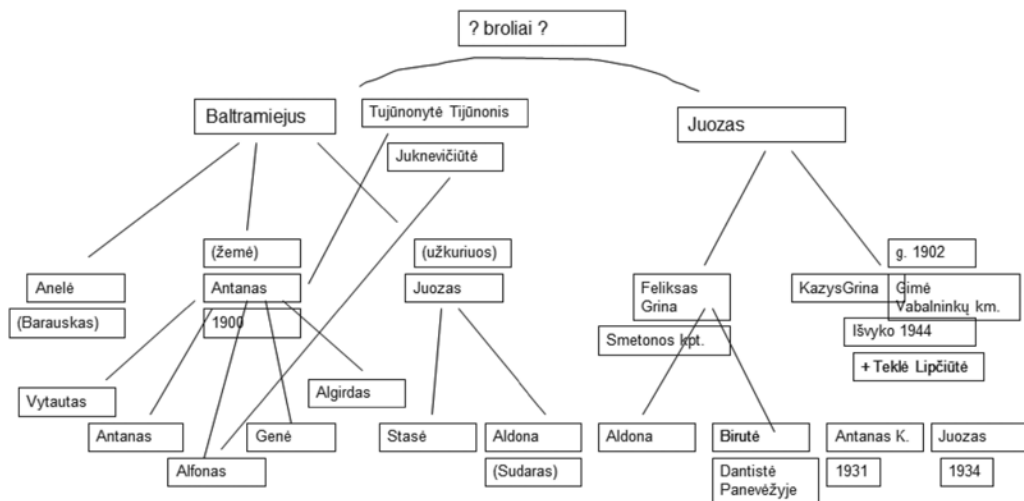 ? broliai ?
Baltramiejus
Tujūnonytė Tijūnonis
Juozas
Juknevičiūtė
(žemė)
(užkuriuos)
g. 1902
Anelė
Antanas
Juozas
Feliksas
Grina
KazysGrina
Gimė
Vabalninkų km.
(Barauskas)
1900
Smetonos kpt.
Išvyko 1944
+ Teklė Lipčiūtė
Vytautas
Algirdas
Antanas
Genė
Stasė
Aldona
Aldona
Birutė
Antanas K.
Juozas
Alfonas
(Sudaras)
Dantistė
Panevėžyje
1931
1934